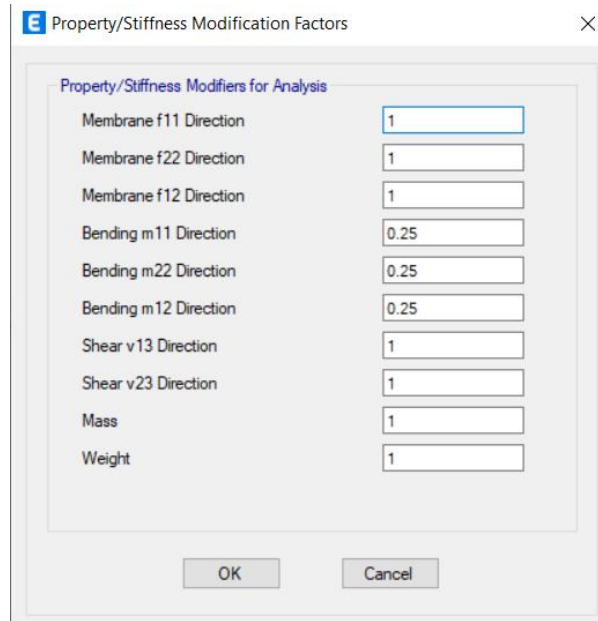 E Property/Stiffness Modification Factors
Property/Stiffness Modifiers for Analysis
Membrane f11 Direction 1
Membrane f22 Direction 1
Membrane f12 Direction 1
Bending m11 Direction 0.25
Bending m22 Direction 0.25
Bending m12 Direction 0.25
Shear v13 Direction 1
Shear v23 Direction 1
Mass 1
Weight 1
OK Cancel